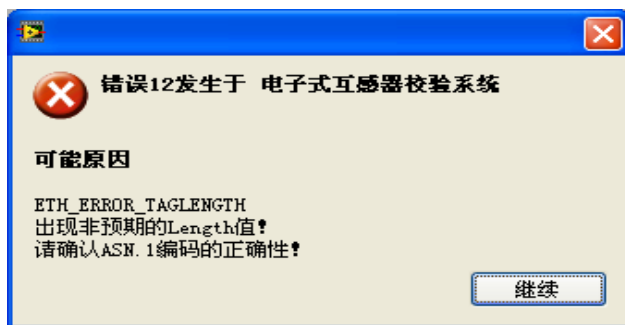 错误12发生于 电子式互感器校验系统
可能原因
ETH_ERROR_TAGLENGTH
出现非预期的Length值!
请确认ASN.1编码的正确性!
继续